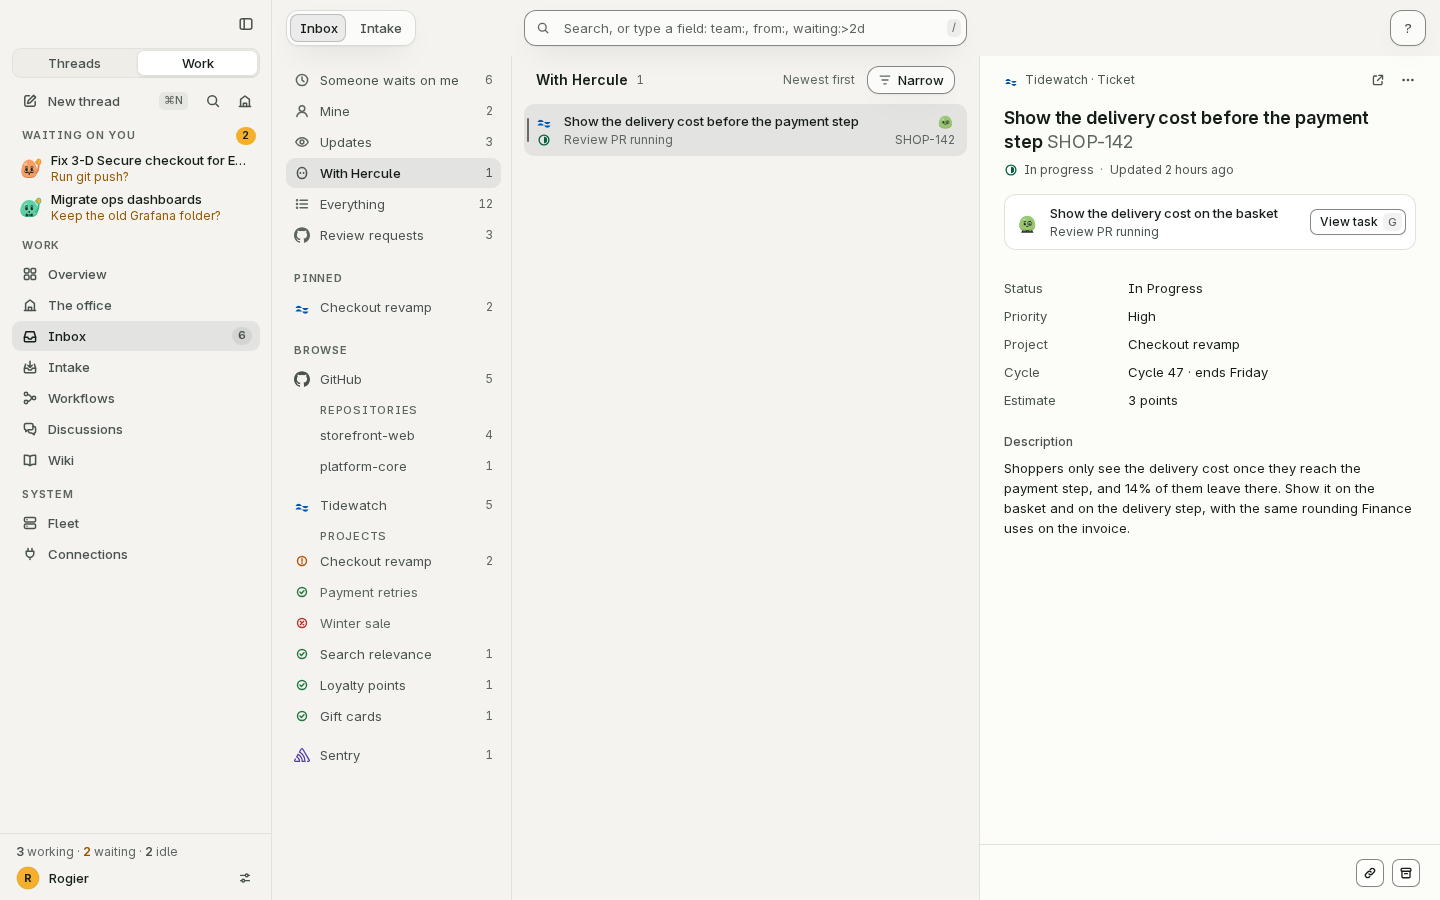 Threads
Work
New thread
⌘N
WAITING ON YOU
2
Fix 3-D Secure checkout for E…
Run git push?
Migrate ops dashboards
Keep the old Grafana folder?
WORK
Overview
The office
Inbox
6
Intake
Workflows
Discussions
Wiki
SYSTEM
Fleet
Connections
3 working · 2 waiting · 2 idle
R
Rogier
Inbox
Intake
Someone waits on me
6
Mine
2
Updates
3
With Hercule
1
Everything
12
Review requests
3
PINNED
Checkout revamp
2
BROWSE
GitHub
5
REPOSITORIES
storefront-web
4
platform-core
1
Tidewatch
5
PROJECTS
Checkout revamp
2
Payment retries
Winter sale
Search relevance
1
Loyalty points
1
Gift cards
1
Sentry
1
Search, or type a field: team:, from:, waiting:>2d
/
?
With Hercule 1
Newest first
Narrow
Show the delivery cost before the payment step
Review PR running
SHOP-142
Tidewatch · Ticket
Show the delivery cost before the payment
step SHOP-142
In progress · Updated 2 hours ago
Show the delivery cost on the basket
Review PR running
View task G
Status
In Progress
Priority
High
Project
Checkout revamp
Cycle
Cycle 47 · ends Friday
Estimate
3 points
Description
Shoppers only see the delivery cost once they reach the
payment step, and 14% of them leave there. Show it on the
basket and on the delivery step, with the same rounding Finance
uses on the invoice.